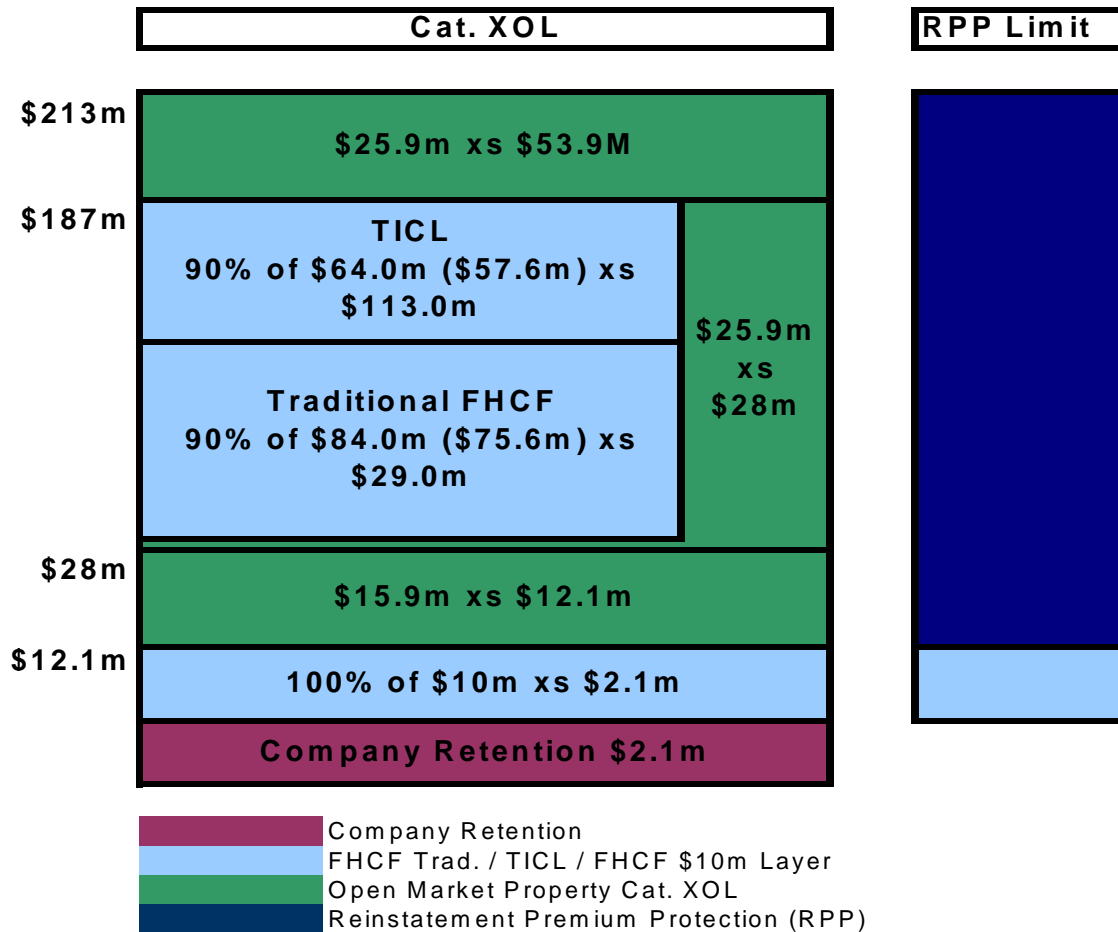 Cat. XOL
RPP Limit
$213m
$25.9m xs $53.9M
$187m
TICL
90% of $64.0m ($57.6m) xs
$113.0m
$25.9m
xs
$28m
Traditional FHCF
90% of $84.0m ($75.6m) xs
$29.0m
$28m
$15.9m xs $12.1m
$12.1m
100% of $10m xs $2.1m
Company Retention $2.1m
Company Retention
FHCF Trad. / TICL / FHCF $10m Layer
Open Market Property Cat. XOL
Reinstatement Premium Protection (RPP)